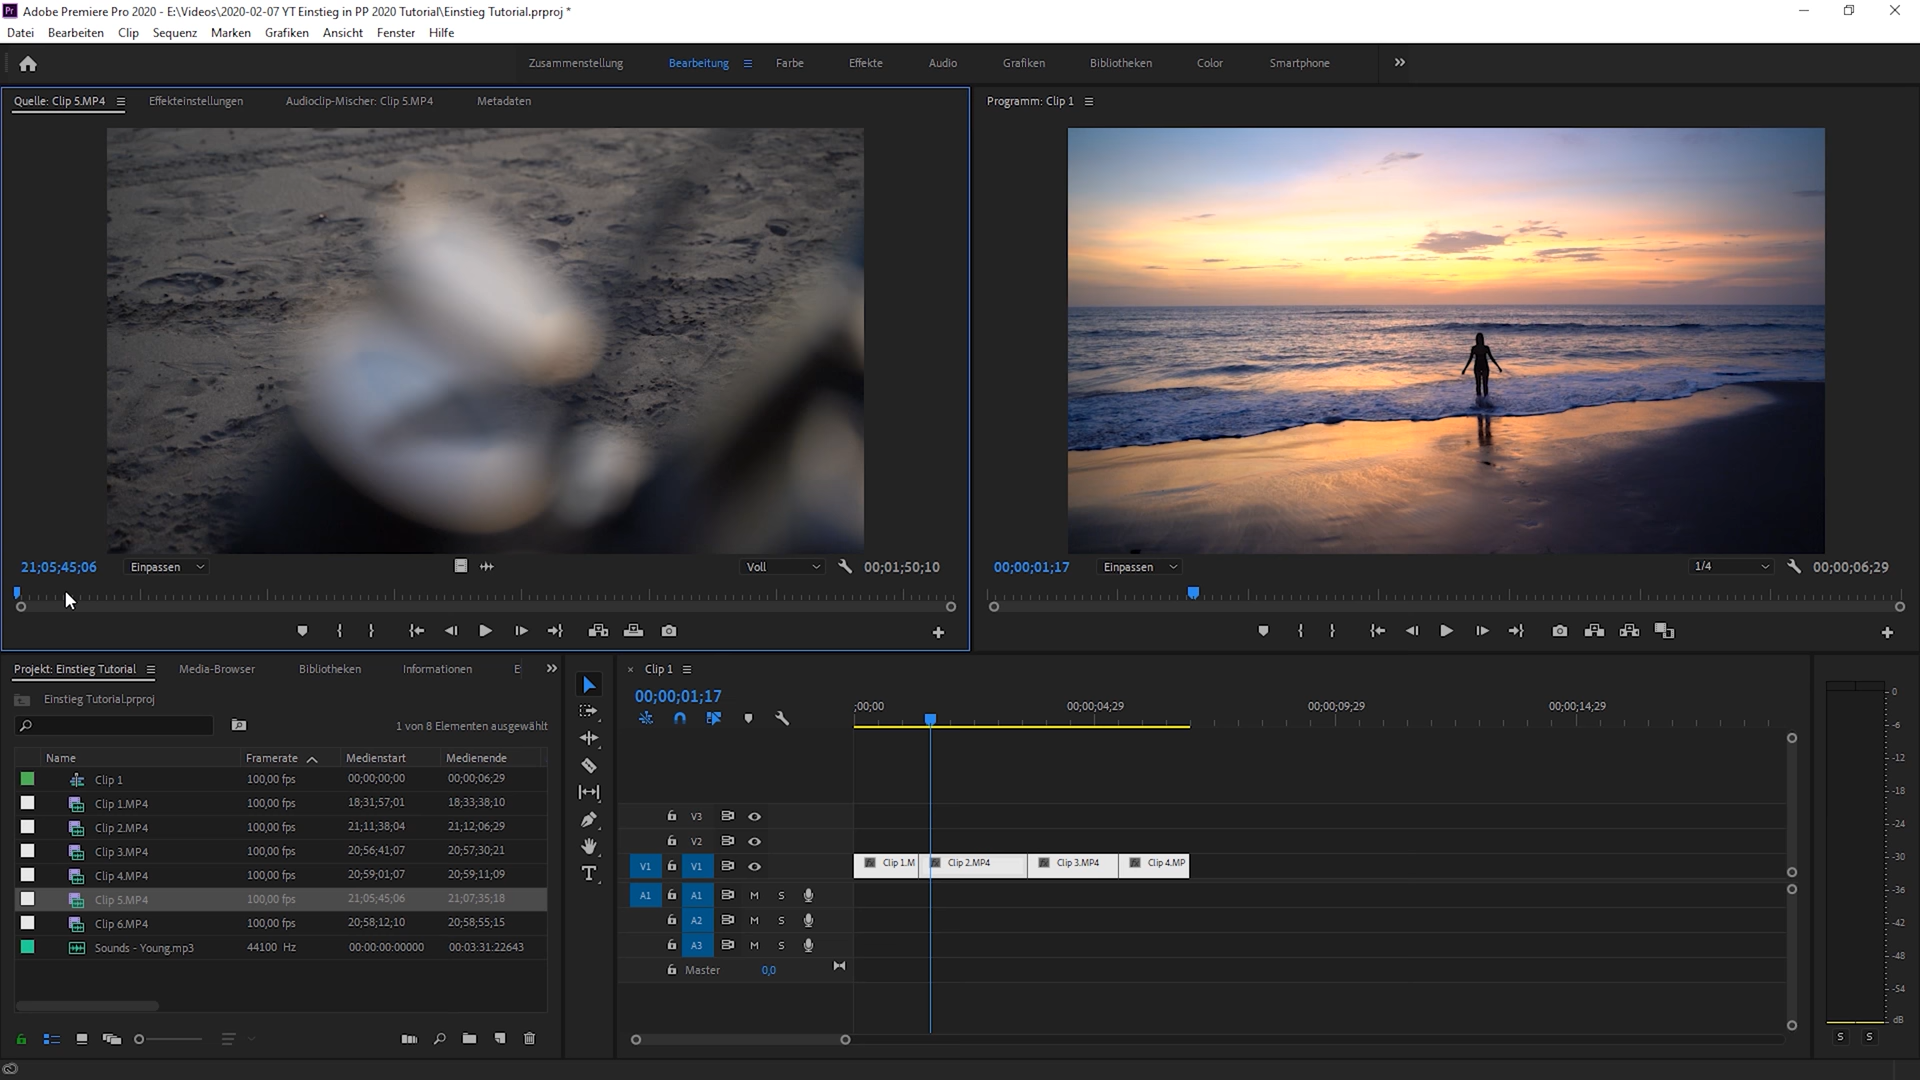 Pr Adobe Premiere Pro 2020 - E:\Videos\2020-02-07 YT Einstieg in PP 2020 Tutorial\Einstieg Tutorial.prproj *
Datei Bearbeiten Clip Sequenz Marken Grafiken Ansicht Fenster Hilfe
Zusammenstellung Bearbeitung Farbe Effekte Audio Grafiken Bibliotheken Color Smartphone
Quelle: Clip 5.MP4 Effekteinstellungen Audioclip-Mischer: Clip 5.MP4 Metadaten
Programm: Clip 1
21;05;45;06 Einpassen Voll 00;01;50;10
00;00;01;17 Einpassen 1/4 00;00;06;29
Projekt: Einstieg Tutorial Media-Browser Bibliotheken Informationen E
Einstieg Tutorial.prproj
1 von 8 Elementen ausgewählt
Name Framerate Medienstart Medienende
Clip 1 100,00 fps 00;00;00;00 00;00;06;29
Clip 1.MP4 100,00 fps 18;31;57;01 18;33;38;10
Clip 2.MP4 100,00 fps 21;11;38;04 21;12;06;29
Clip 3.MP4 100,00 fps 20;56;41;07 20;57;30;21
Clip 4.MP4 100,00 fps 20;59;01;07 20;59;11;09
Clip 5.MP4 100,00 fps 21;05;45;06 21;07;35;18
Clip 6.MP4 100,00 fps 20;58;12;10 20;58;55;15
Sounds - Young.mp3 44100 Hz 00:00:00:00000 00:03:31:22643
× Clip 1
00;00;01;17
;00;00 00;00;04;29 00;00;09;29 00;00;14;29
V3
V2
V1 V1 Clip 1.M Clip 2.MP4 Clip 3.MP4 Clip 4.MP
A1 A1 M S
A2 M S
A3 M S
Master 0,0
0
-6
-12
-18
-24
-30
-36
-42
-48
-54
dB
S S